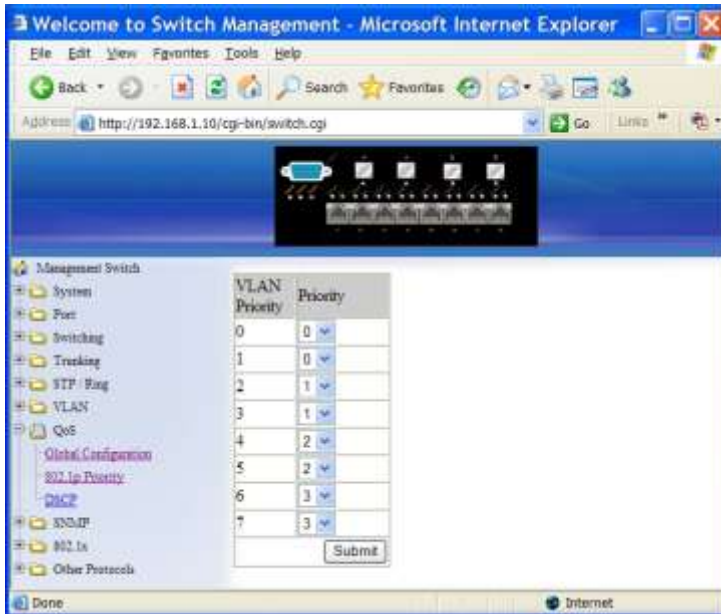 Welcome to Switch Management - Microsoft Internet Explorer
File Edit View Favorites Tools Help
Back Search Favorites
Address http://192.168.1.10/cgi-bin/switch.cgi Go Links
Management Switch
System
Port
Switching
Trunking
STP / Ring
VLAN
QoS
Global Configuration
802.1p Priority
DSCP
SNMP
802.1x
Other Protocols
VLAN Priority Priority
0 0
1 0
2 1
3 1
4 2
5 2
6 3
7 3
Submit
Done Internet